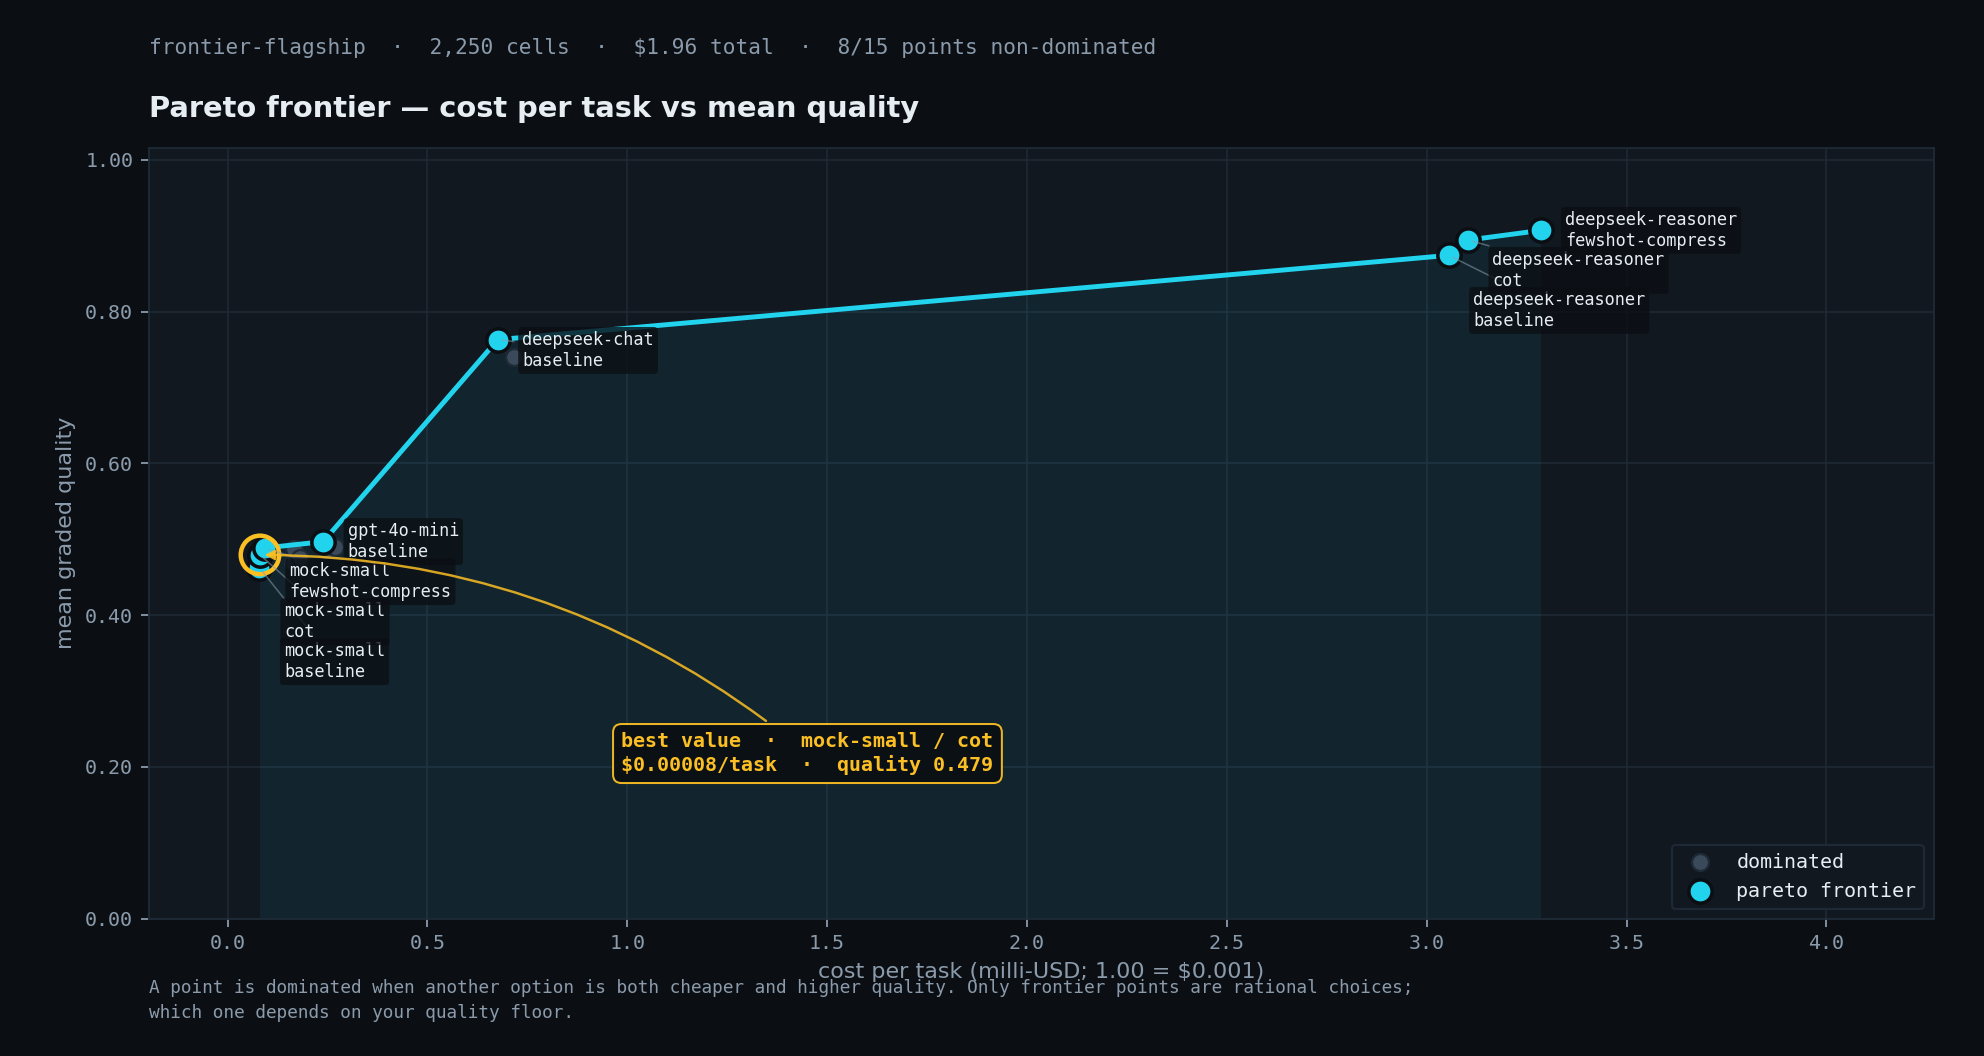 frontier-flagship · 2,250 cells · $1.96 total · 8/15 points non-dominated
Pareto frontier — cost per task vs mean quality
mean graded quality
1.00
0.80
0.60
0.40
0.20
0.00
deepseek-reasoner
fewshot-compress
deepseek-reasoner
cot
deepseek-reasoner
baseline
deepseek-chat
baseline
gpt-4o-mini
baseline
mock-small
fewshot-compress
mock-small
cot
mock-small
baseline
best value · mock-small / cot
$0.00008/task · quality 0.479
dominated
pareto frontier
0.0 0.5 1.0 1.5 2.0 2.5 3.0 3.5 4.0
cost per task (milli-USD; 1.00 = $0.001)
A point is dominated when another option is both cheaper and higher quality. Only frontier points are rational choices;
which one depends on your quality floor.